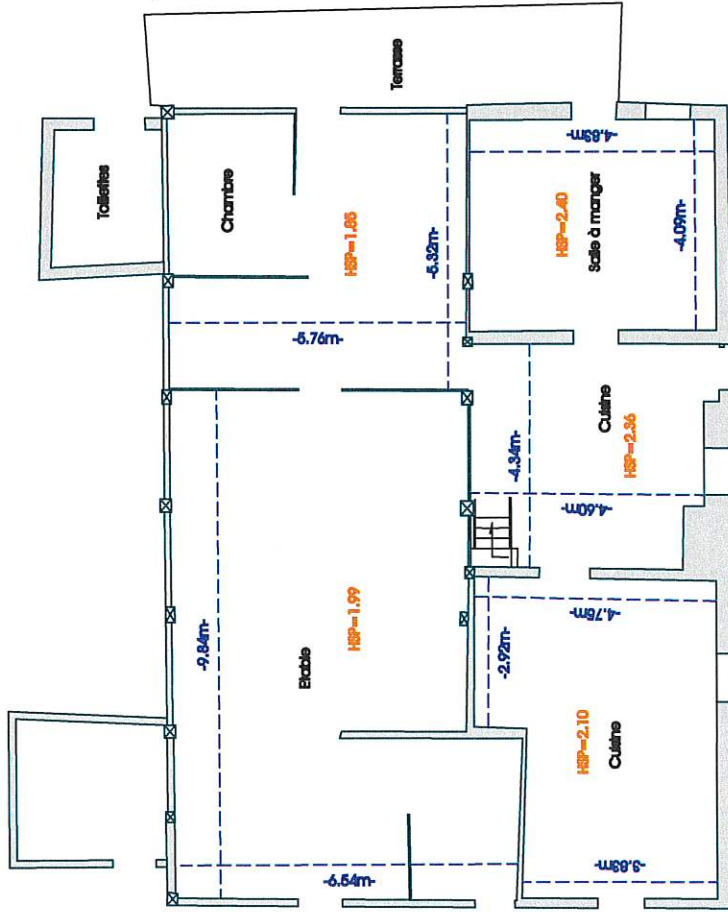 Terrasse
Toilettes
Chambre
HSP=1.85
-5.32m-
-5.76m-
-4.83m-
HSP=2.40
Salle à manger
-4.09m-
-9.84m-
HSP=1.99
Etable
-6.54m-
Cuisine
HSP=2.36
-4.34m-
-4.60m-
-2.92m-
-4.75m-
HSP=2.10
Cuisine
-3.83m-